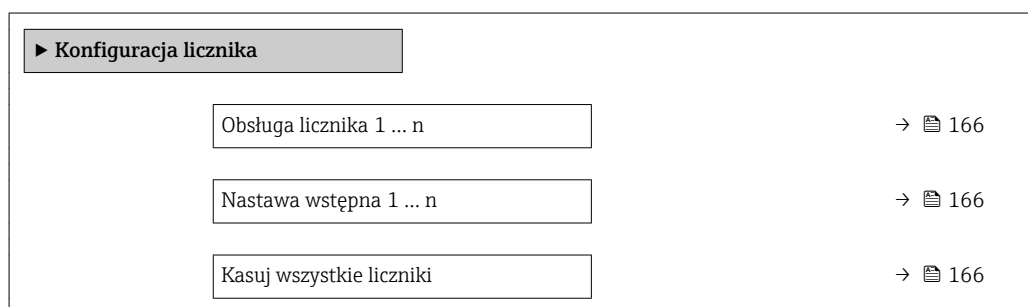 ▶ Konfiguracja licznika
Obsługa licznika 1 … n → 166
Nastawa wstępna 1 … n → 166
Kasuj wszystkie liczniki → 166